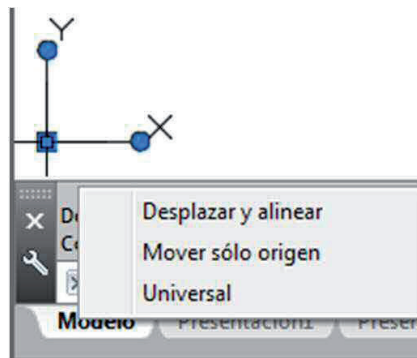 Y
X
Desplazar y alinear
Mover sólo origen
Universal
Modelo